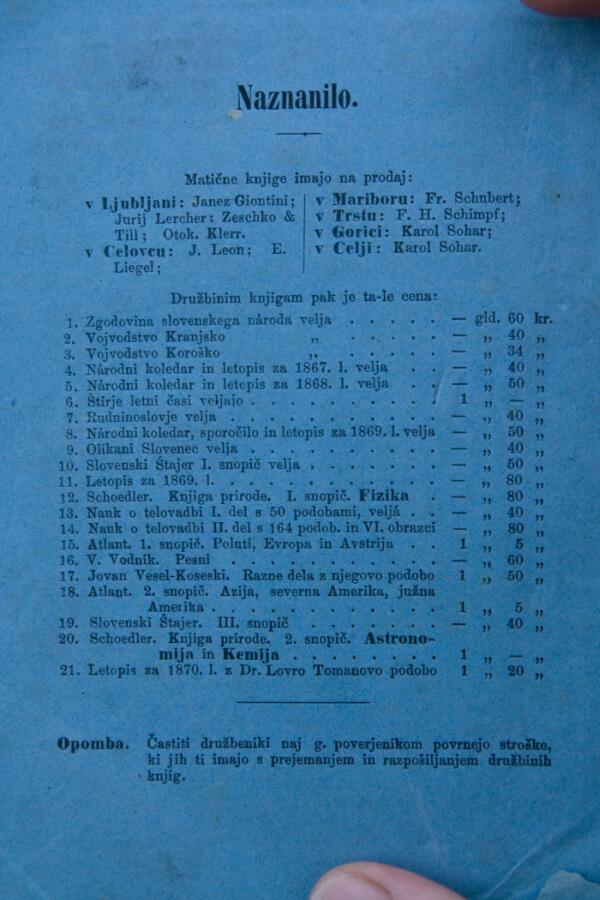 Naznanilo.
Matične knjige imajo na prodaj:
v Ljubljani: Janez Giontini;
Jurij Lercher: Zeschko &
Till; Otok. Klerr.
v Celovcu: J. Leon; E.
Liegel;
v Mariboru: Fr. Schubert;
v Trstu: F. H. Schimpf;
v Gorici: Karol Sohar;
v Celji: Karol Sohar.
Družbinim knjigam pak je ta-le cena:
1. Zgodovina slovenskega národa velja . . . . . — gld. 60 kr.
2. Vojvodstvo Kranjsko „ . . . . . — „ 40 „
3. Vojvodstvo Koroško „ . . . . . — „ 34 „
4. Národni koledar in letopis za 1867. l. velja . . . — „ 40 „
5. Národni koledar in letopis za 1868. l. velja . . . — „ 50 „
6. Štirje letni časi veljajo . . . . . . . . . . 1 „ — „
7. Rudninoslovje velja . . . . . . . . . . . — „ 40 „
8. Národni koledar, sporočilo in letopis za 1869. l. velja — „ 50 „
9. Olikani Slovenec velja . . . . . . . . . . — „ 40 „
10. Slovenski Štajer I. snopič velja . . . . . . . — „ 50 „
11. Letopis za 1869. l. . . . . . . . . . . . — „ 80 „
12. Schoedler. Knjiga prirode. I. snopič. Fizika . — „ 80 „
13. Nauk o telovadbi I. del s 50 podobami, veljá . . — „ 40 „
14. Nauk o telovadbi II. del s 164 podob. in VI. obrazci — „ 80 „
15. Atlant. 1. snopič. Poluti, Evropa in Avstrija . . 1 „ 5 „
16. V. Vodnik. Pesni . . . . . . . . . . . — „ 60 „
17. Jovan Vesel-Koseski. Razne dela z njegovo podobo 1 „ 50 „
18. Atlant. 2. snopič. Azija, severna Amerika, južna
Amerika . . . . . . . . . . . . 1 „ 5 „
19. Slovenski Štajer. III. snopič . . . . . . . — „ 40 „
20. Schoedler. Knjiga prirode. 2. snopič. Astrono-
mija in Kemija . . . . . . . . 1 „ — „
21. Letopis za 1870. l. z Dr. Lovro Tomanovo podobo 1 „ 20 „
Opomba. Častiti družbeniki naj g. poverjenikom povrnejo stroške,
ki jih ti imajo s prejemanjem in razpošiljanjem družbinih
knjig.